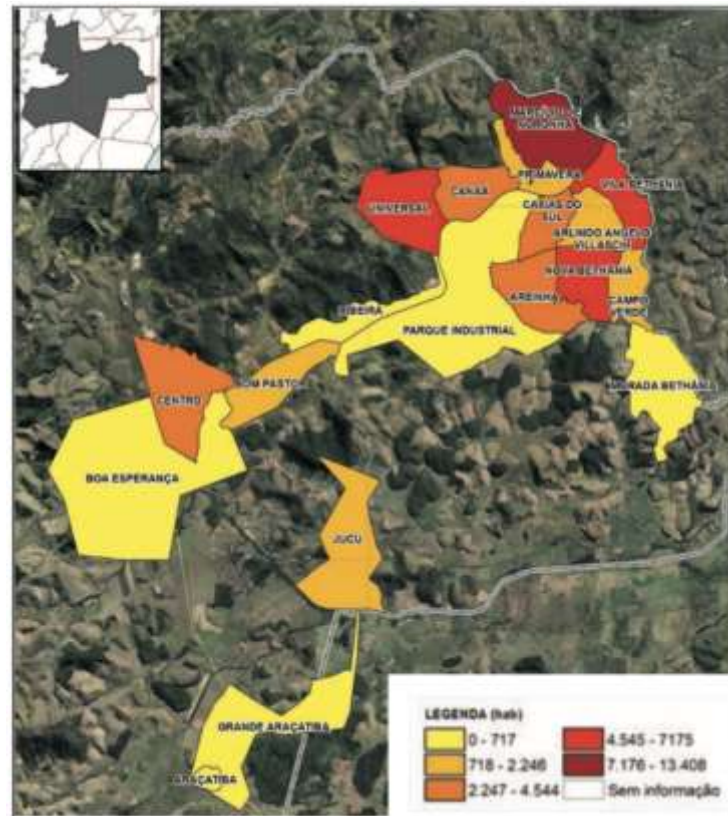 MARCÍLIO DE
NORONHA
PRIMAVERA
VILA BETHÂNIA
UNIVERSAL
CANAÃ
CAXIAS DO
SUL
ARLINDO ANGELO
VILLASCHI
NOVA BETHÂNIA
CAMPO
VERDE
AREINHA
RIBEIRA
PARQUE INDUSTRIAL
MORADA BETHÂNIA
BOM PASTOR
CENTRO
BOA ESPERANÇA
JUCU
GRANDE ARAÇATIBA
ARAÇATIBA
LEGENDA (hab)
0 - 717
718 - 2.246
2.247 - 4.544
4.545 - 7175
7.176 - 13.408
Sem informação